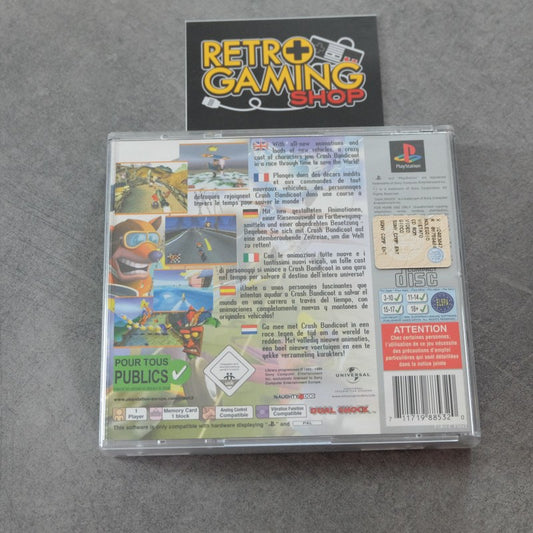 RETRO
GAMING
SHOP
With all-new animations and
loads of new vehicles, a crazy
cast of characters join Crash Bandicoot
in a race through time to save the World!
Plongés dans des décors inédits
et aux commandes de tout
nouveaux véhicules, des personnages
détraqués rejoignent Crash Bandicoot dans une course à
travers le temps pour sauver le monde !
Mit neu gestalteten Animationen,
einer Riesenauswahl an Fortbewegungs-
mitteln und einer abgedrehten Besetzung -
Begeben Sie sich mit Crash Bandicoot auf
eine atemberaubende Zeitreise, um die Welt
zu retten!
Con le animazioni tutte nuove e i
tantissimi nuovi veicoli, un folle cast
di personaggi si unisce a Crash Bandicoot in una gara
nel tempo per salvare il destino dell'intero universo!
¡Únete a unos personajes fascinantes que
intentan ayudar a Crash Bandicoot a salvar el
mundo en una carrera a través del tiempo, con
animaciones completamente nuevas y montones de
originales vehículos!
Ga mee met Crash Bandicoot in een
race tegen de tijd om de wereld te
redden. Met volledig nieuwe animaties,
een boel nieuwe voertuigen en een te
gekke verzameling karakters!
PlayStation
disc
3-10
11-14
15-17
18+
ELSPA
ATTENTION
Chez certaines personnes,
l'utilisation de ce jeu nécessite
des précautions d'emploi
particulières qui sont détaillées
dans la notice jointe
POUR TOUS
PUBLICS
NAUGHTY DOG
UNIVERSAL
1
Player
Memory Card
1 block
Analog Control
Compatible
Vibration Function
Compatible
DUAL SHOCK
This software is only compatible with hardware displaying "PS" and PAL
7 11719 88532 0